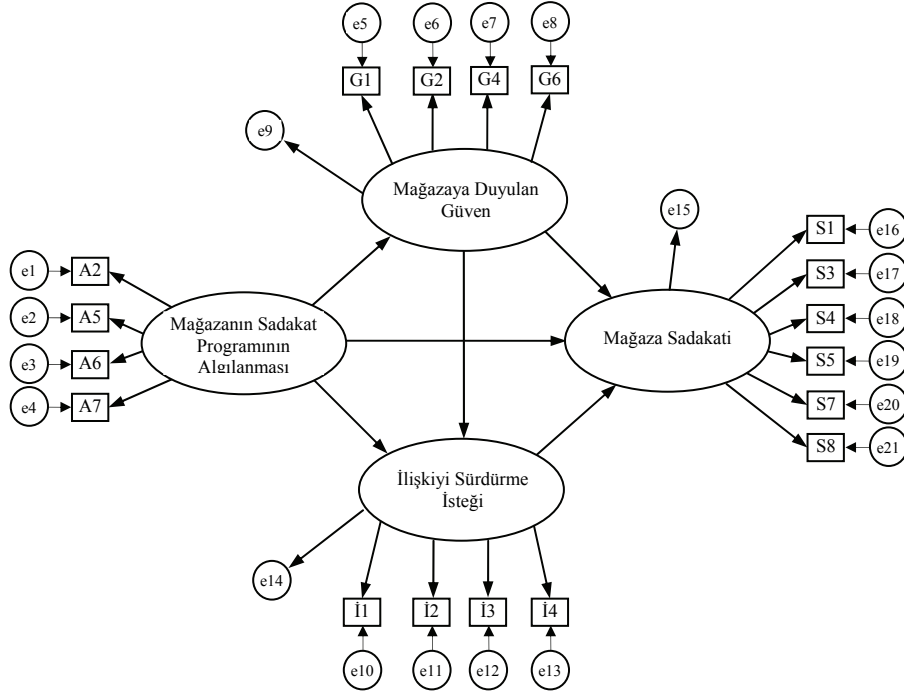 e5
e6
e7
e8
G1
G2
G4
G6
e9
Mağazaya Duyulan
Güven
e15
e1
A2
e2
A5
e3
A6
e4
A7
Mağazanın Sadakat
Programının
Algılanması
Mağaza Sadakati
S1
e16
S3
e17
S4
e18
S5
e19
S7
e20
S8
e21
İlişkiyi Sürdürme
İsteği
e14
İ1
İ2
İ3
İ4
e10
e11
e12
e13